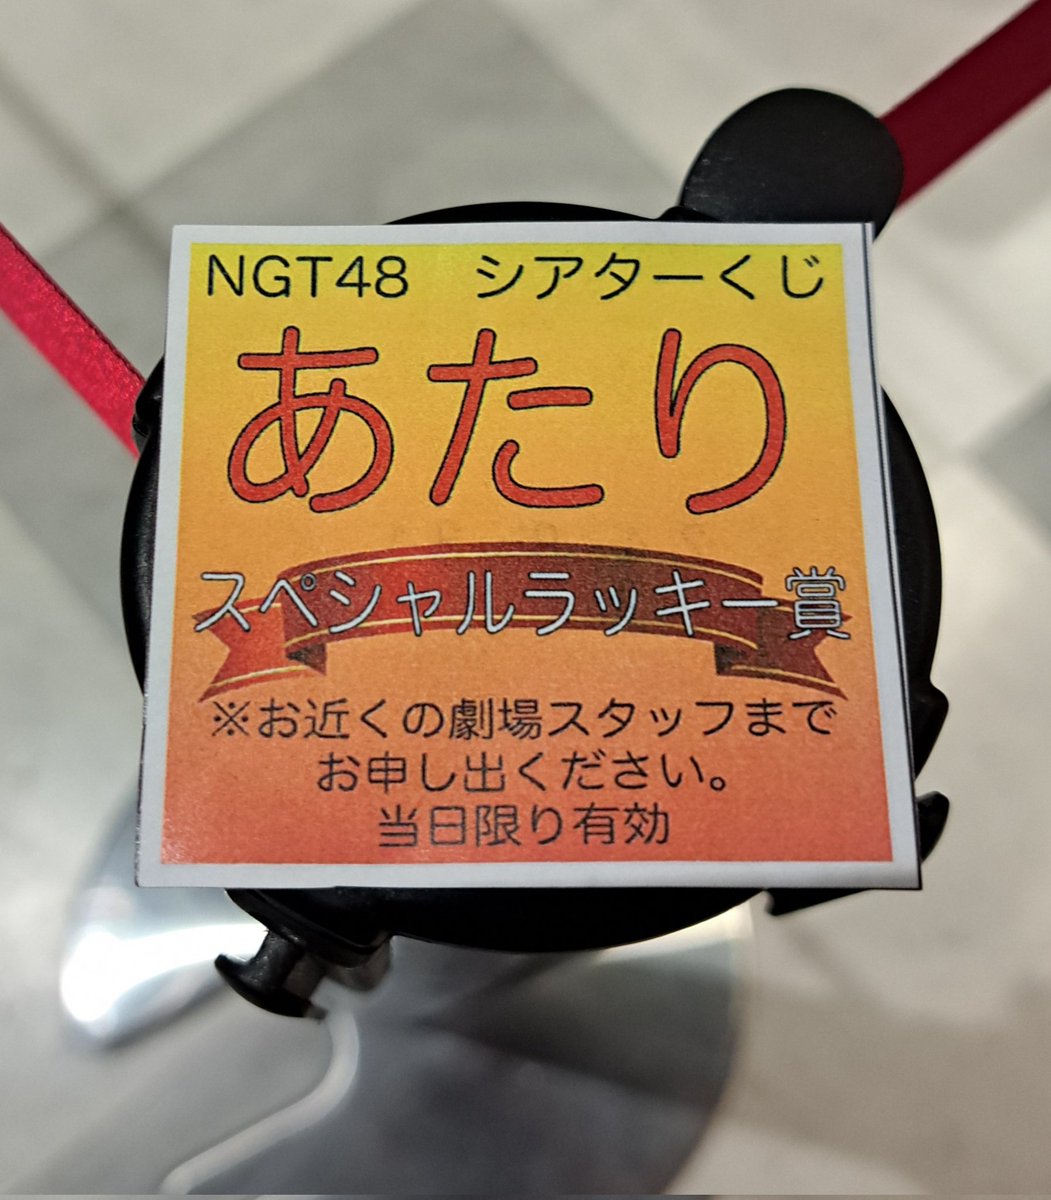 NGT48　シアターくじ
あたり
スペシャルラッキー賞
※お近くの劇場スタッフまで
お申し出ください。
当日限り有効